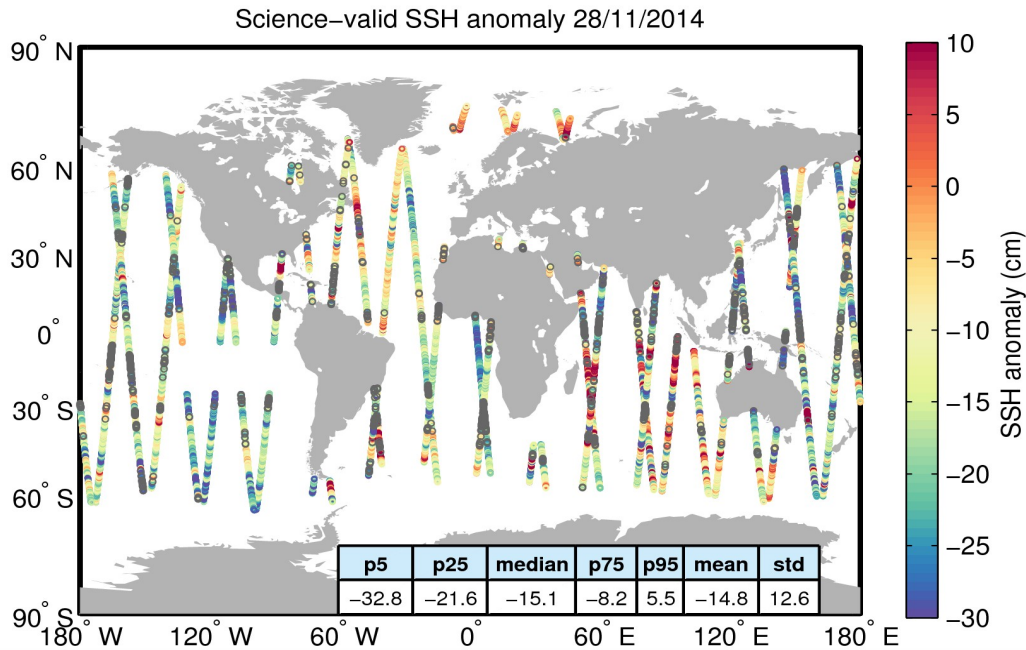 Science−valid SSH anomaly 28/11/2014
90° N
60° N
30° N
0°
30° S
60° S
90° S
180° W
120° W
60° W
0°
60° E
120° E
180° E
p5 p25 median p75 p95 mean std
−32.8 −21.6 −15.1 −8.2 5.5 −14.8 12.6
10
5
0
−5
−10
−15
−20
−25
−30
SSH anomaly (cm)